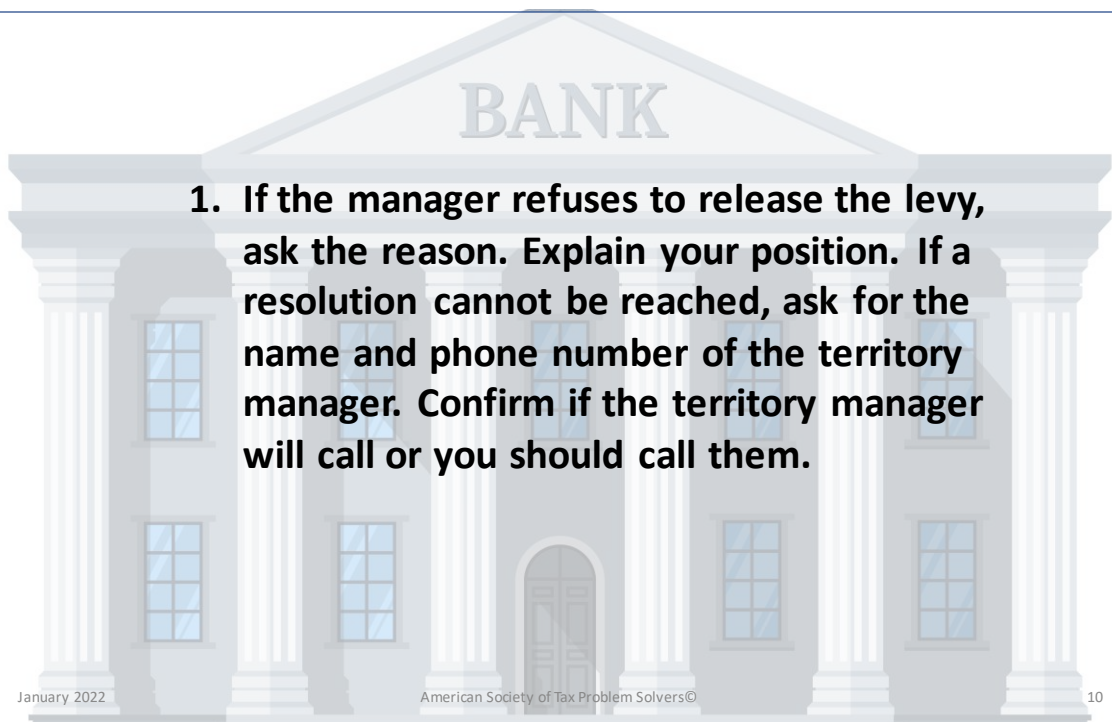 BANK
1. If the manager refuses to release the levy,
ask the reason. Explain your position. If a
resolution cannot be reached, ask for the
name and phone number of the territory
manager. Confirm if the territory manager
will call or you should call them.
January 2022
American Society of Tax Problem Solvers©
10